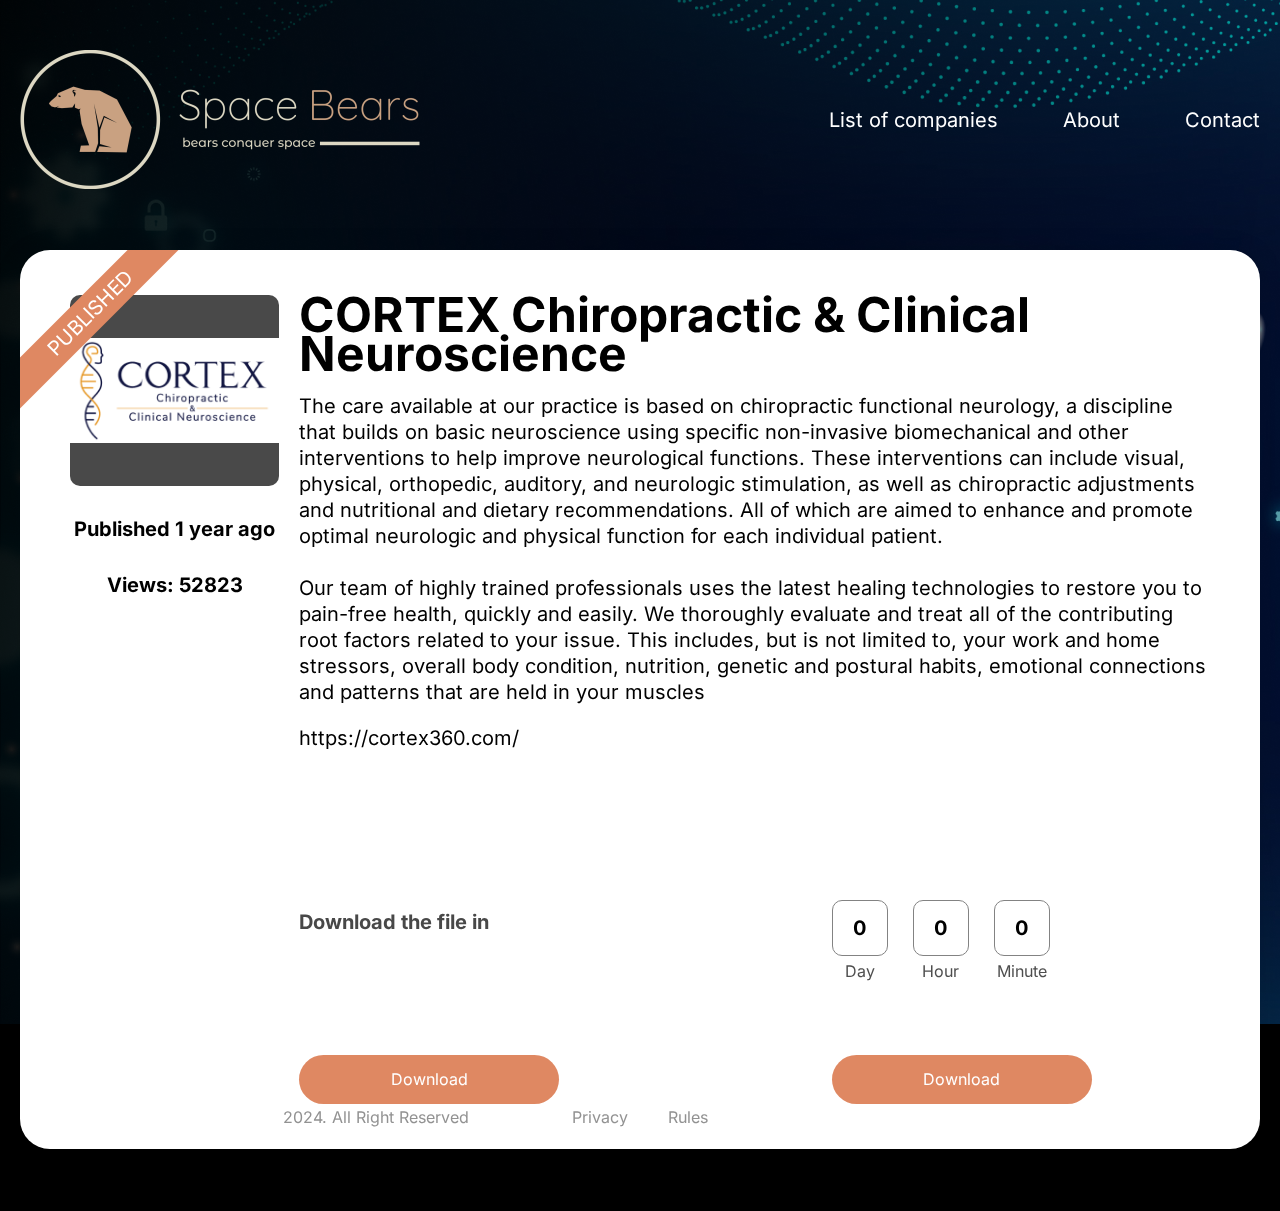 Space Bears
bears conquer space
List of companies
About
Contact
PUBLISHED
CORTEX
Chiropractic
&
Clinical Neuroscience
Published 1 year ago
Views: 52823
CORTEX Chiropractic & Clinical
Neuroscience
The care available at our practice is based on chiropractic functional neurology, a discipline
that builds on basic neuroscience using specific non-invasive biomechanical and other
interventions to help improve neurological functions. These interventions can include visual,
physical, orthopedic, auditory, and neurologic stimulation, as well as chiropractic adjustments
and nutritional and dietary recommendations. All of which are aimed to enhance and promote
optimal neurologic and physical function for each individual patient.
Our team of highly trained professionals uses the latest healing technologies to restore you to
pain-free health, quickly and easily. We thoroughly evaluate and treat all of the contributing
root factors related to your issue. This includes, but is not limited to, your work and home
stressors, overall body condition, nutrition, genetic and postural habits, emotional connections
and patterns that are held in your muscles
https://cortex360.com/
Download the file in
0 0 0
Day Hour Minute
Download
Download
2024. All Right Reserved
Privacy
Rules